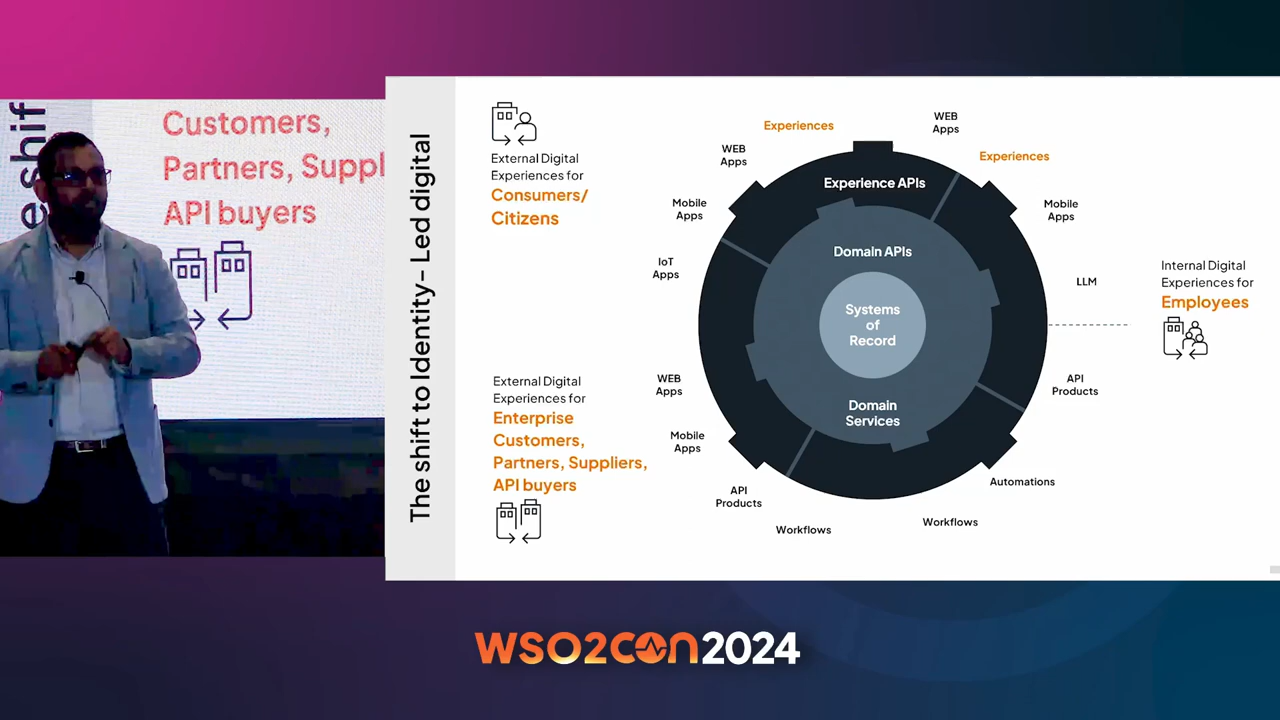 e shif
Customers,
Partners, Suppl
API buyers
The shift to Identity– Led digital
External Digital
Experiences for
Consumers/
Citizens
External Digital
Experiences for
Enterprise
Customers,
Partners, Suppliers,
API buyers
Experiences
WEB
Apps
Mobile
Apps
IoT
Apps
WEB
Apps
Mobile
Apps
API
Products
Workflows
Experience APIs
Domain APIs
Systems
of
Record
Domain
Services
WEB
Apps
Experiences
Mobile
Apps
LLM
API
Products
Automations
Workflows
Internal Digital
Experiences for
Employees
WSO2CON2024